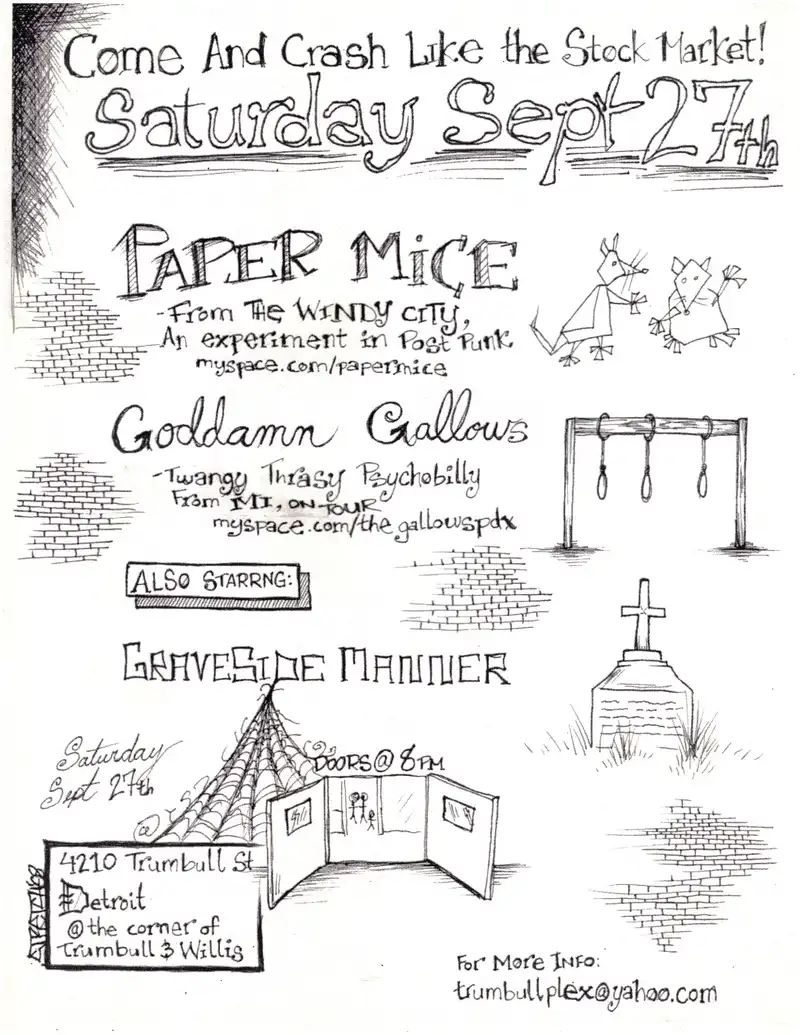 Come And Crash Like the Stock Market!
Saturday Sept 27th
PAPER MiCE
-From THE WINDY CITY,
An experiment in Post Punk
myspace.com/papermice
Goddamn Gallows
-Twangy Thrasy Psychobilly
From MI, ON TOUR
myspace.com/thegallowspdx
ALSO STARRNG:
GRAVESIDE MANNER
DOORS@ 8PM
Saturday
Sept 27th
@
4210 Trumbull St
Detroit
@ the corner of
Trumbull & Willis
For More Info:
trumbullplex@yahoo.com